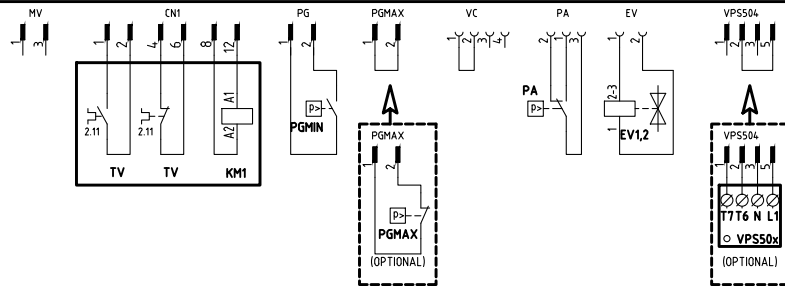 MV CN1 PG PGMAX VC PA EV VPS504
1 3 1 2 4 6 8 12 1 2 1 2 1 2 3 4 2 1 3 1 2 1 2 3 5
A1 PA 2-3
2.11 2.11 P> P>
A2 PGMIN 1 EV1,2
TV TV KM1
PGMAX VPS504
1 2 1 2 3 5
T7 T6 N L1
P>
PGMAX VPS50x
(OPTIONAL) (OPTIONAL)